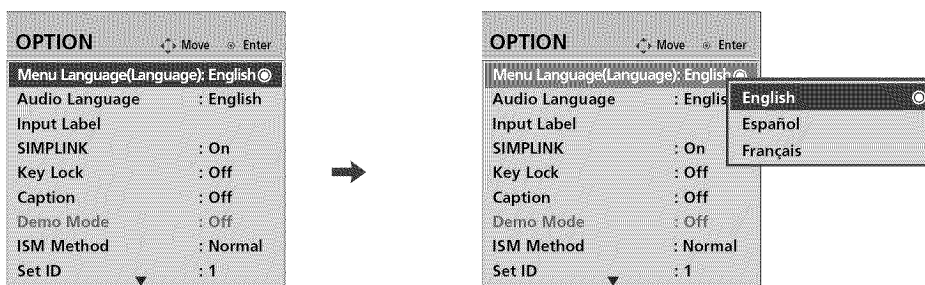 OPTION Move Enter
Menu Language(Language): English
Audio Language : English
Input Label
SIMPLINK : On
Key Lock : Off
Caption : Off
Demo Mode : Off
ISM Method : Normal
Set ID : 1
OPTION Move Enter
Menu Language(Language): English
Audio Language : Englis
Input Label
SIMPLINK : On
Key Lock : Off
Caption : Off
Demo Mode : Off
ISM Method : Normal
Set ID : 1
English
Español
Français